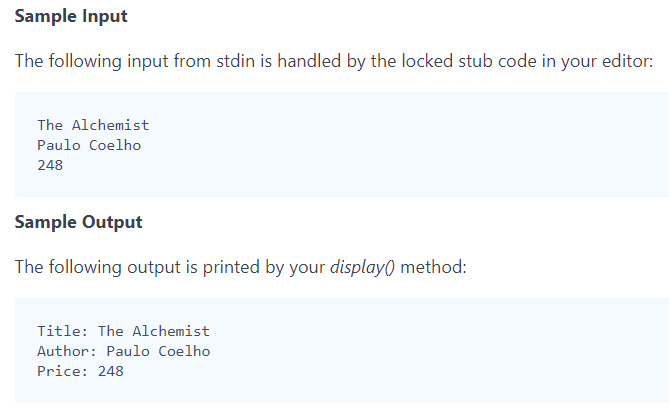 Sample Input
The following input from stdin is handled by the locked stub code in your editor:
The Alchemist
Paulo Coelho
248
Sample Output
The following output is printed by your display() method:
Title: The Alchemist
Author: Paulo Coelho
Price: 248